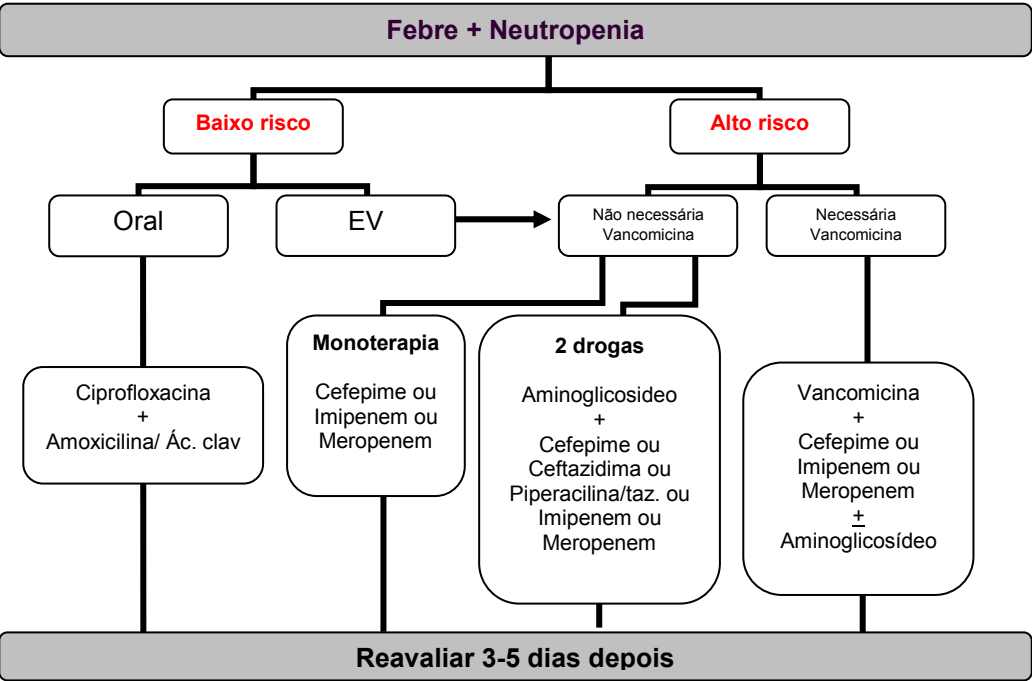 Febre + Neutropenia
Baixo risco
Alto risco
Oral
EV
Não necessária
Vancomicina
Necessária
Vancomicina
Monoterapia
Cefepime ou
Imipenem ou
Meropenem
2 drogas
Aminoglicosideo
+
Cefepime ou
Ceftazidima ou
Piperacilina/taz. ou
Imipenem ou
Meropenem
Ciprofloxacina
+
Amoxicilina/ Ác. clav
Vancomicina
+
Cefepime ou
Imipenem ou
Meropenem
±
Aminoglicosídeo
Reavaliar 3-5 dias depois